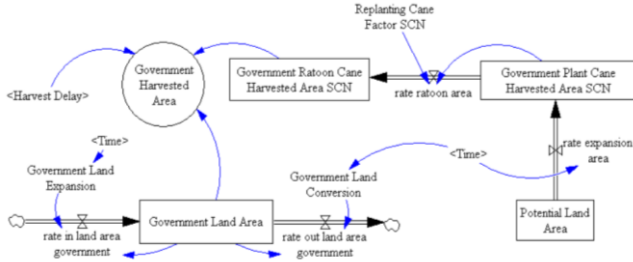 Replanting Cane
Factor SCN
Government
Harvested
Area
Government Ratoon Cane
Harvested Area SCN
rate ratoon area
Government Plant Cane
Harvested Area SCN
<Harvest Delay>
<Time>
Government Land
Expansion
Government Land
Conversion
<Time>
rate expansion
area
Government Land Area
rate in land area
government
rate out land area
government
Potential Land
Area